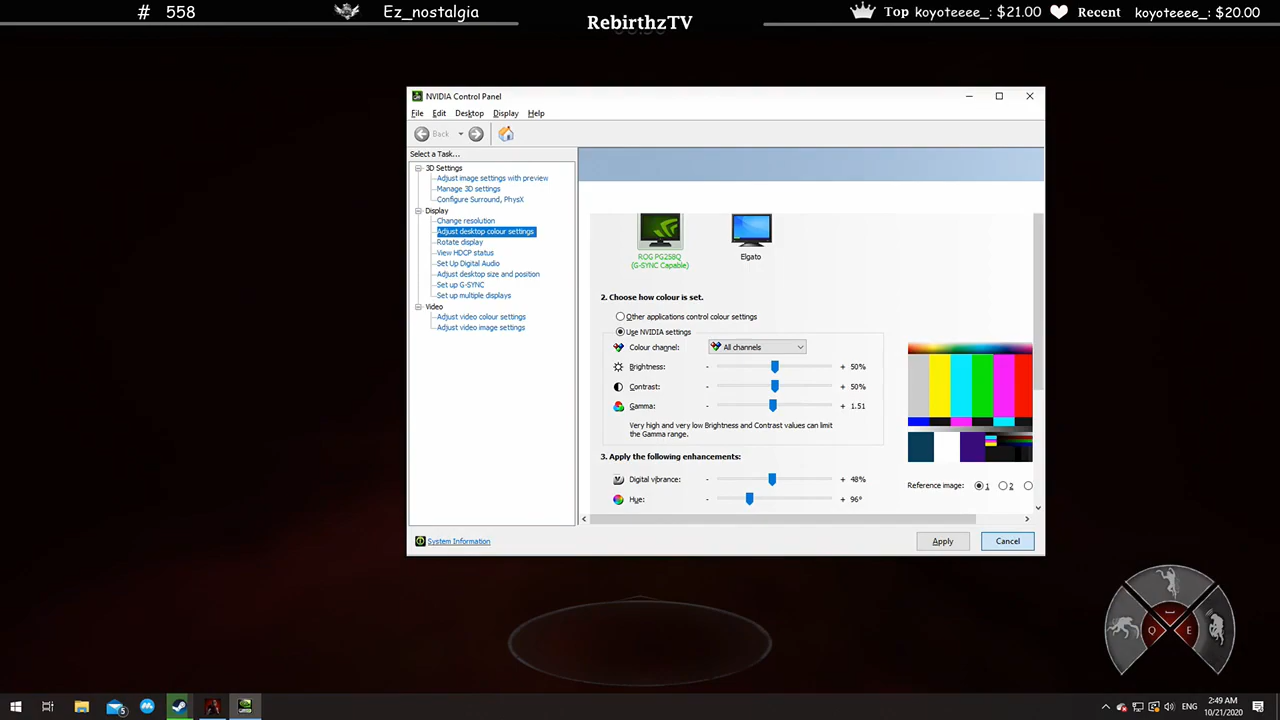 # 558
Ez_nostalgia
RebirthzTV
Top koyoteeee_: $21.00
Recent koyoteeee_: $20.00
NVIDIA Control Panel
File Edit Desktop Display Help
Back
Select a Task...
3D Settings
Adjust image settings with preview
Manage 3D settings
Configure Surround, PhysX
Display
Change resolution
Adjust desktop colour settings
Rotate display
View HDCP status
Set Up Digital Audio
Adjust desktop size and position
Set up G-SYNC
Set up multiple displays
Video
Adjust video colour settings
Adjust video image settings
System Information
ROG PG258Q
(G-SYNC Capable)
Elgato
2. Choose how colour is set.
Other applications control colour settings
Use NVIDIA settings
Colour channel: All channels
Brightness: - + 50%
Contrast: - + 50%
Gamma: - + 1.51
Very high and very low Brightness and Contrast values can limit
the Gamma range.
3. Apply the following enhancements:
Digital vibrance: - + 48%
Hue: - + 96°
Reference image: 1 2
Apply Cancel
Q E
5
ENG
2:49 AM
10/21/2020